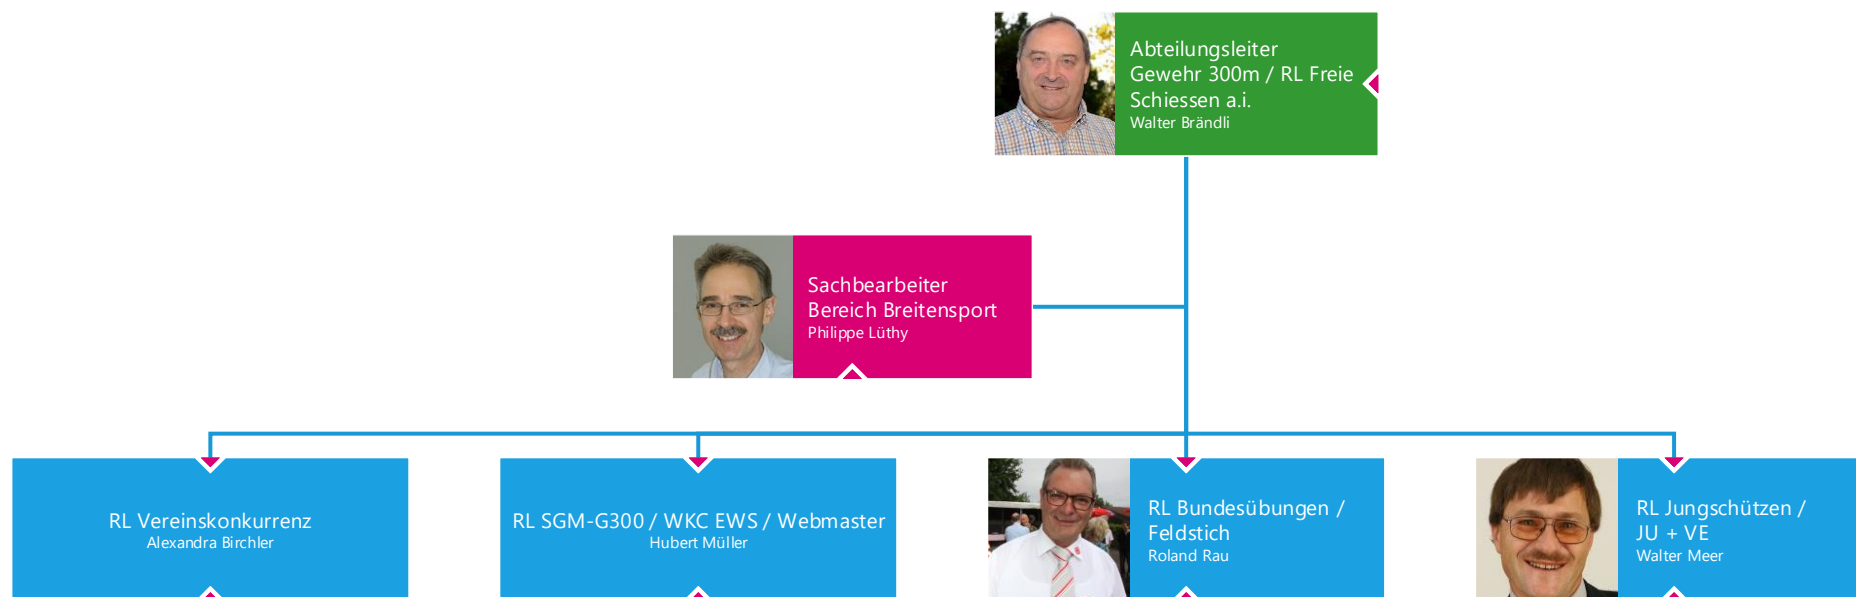 Abteilungsleiter
Gewehr 300m / RL Freie
Schiessen a.i.
Walter Brändli
Sachbearbeiter
Bereich Breitensport
Philippe Lüthy
RL Vereinskonkurrenz
Alexandra Birchler
RL SGM-G300 / WKC EWS / Webmaster
Hubert Müller
RL Bundesübungen /
Feldstich
Roland Rau
RL Jungschützen /
JU + VE
Walter Meer